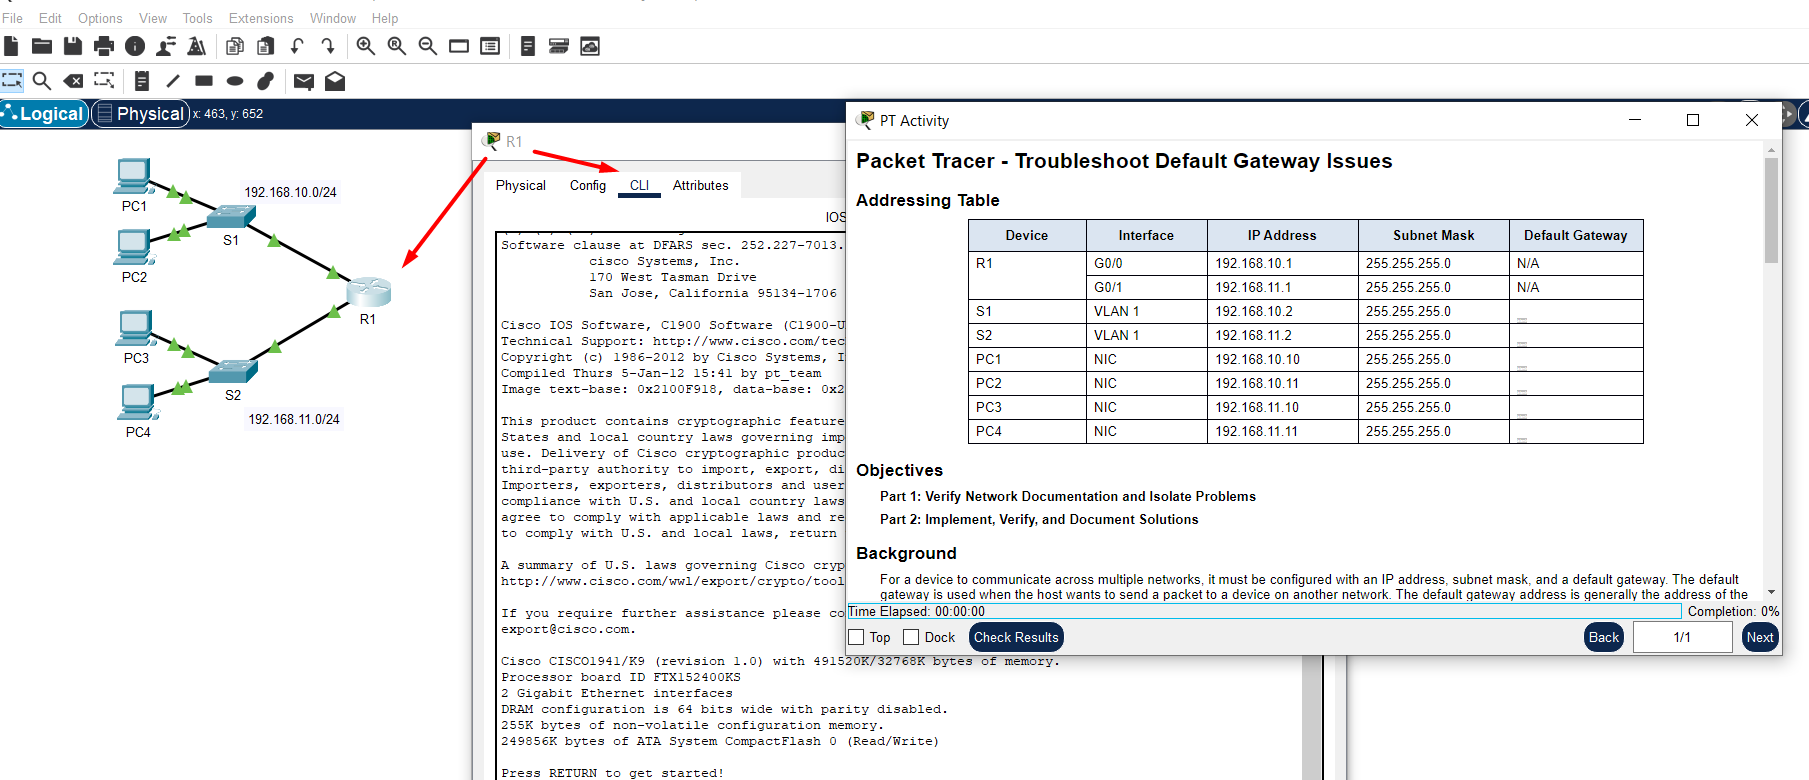 File Edit Options View Tools Extensions Window Help
Logical Physical x: 463, y: 652
192.168.10.0/24
PC1
S1
PC2
R1
PC3
S2
192.168.11.0/24
PC4
R1
Physical Config CLI Attributes
IOS
Software clause at DFARS sec. 252.227-7013.
cisco Systems, Inc.
170 West Tasman Drive
San Jose, California 95134-1706
Cisco IOS Software, C1900 Software (C1900-U
Technical Support: http://www.cisco.com/tec
Copyright (c) 1986-2012 by Cisco Systems, I
Compiled Thurs 5-Jan-12 15:41 by pt_team
Image text-base: 0x2100F918, data-base: 0x2
This product contains cryptographic feature
States and local country laws governing imp
use. Delivery of Cisco cryptographic produc
third-party authority to import, export, di
Importers, exporters, distributors and user
compliance with U.S. and local country laws
agree to comply with applicable laws and re
to comply with U.S. and local laws, return
A summary of U.S. laws governing Cisco cryp
http://www.cisco.com/wwl/export/crypto/tool
If you require further assistance please co
export@cisco.com.
Cisco CISCO1941/K9 (revision 1.0) with 491520K/32768K bytes of memory.
Processor board ID FTX152400KS
2 Gigabit Ethernet interfaces
DRAM configuration is 64 bits wide with parity disabled.
255K bytes of non-volatile configuration memory.
249856K bytes of ATA System CompactFlash 0 (Read/Write)
Press RETURN to get started!
PT Activity
Packet Tracer - Troubleshoot Default Gateway Issues
Addressing Table
Device Interface IP Address Subnet Mask Default Gateway
R1 G0/0 192.168.10.1 255.255.255.0 N/A
G0/1 192.168.11.1 255.255.255.0 N/A
S1 VLAN 1 192.168.10.2 255.255.255.0
S2 VLAN 1 192.168.11.2 255.255.255.0
PC1 NIC 192.168.10.10 255.255.255.0
PC2 NIC 192.168.10.11 255.255.255.0
PC3 NIC 192.168.11.10 255.255.255.0
PC4 NIC 192.168.11.11 255.255.255.0
Objectives
Part 1: Verify Network Documentation and Isolate Problems
Part 2: Implement, Verify, and Document Solutions
Background
For a device to communicate across multiple networks, it must be configured with an IP address, subnet mask, and a default gateway. The default
gateway is used when the host wants to send a packet to a device on another network. The default gateway address is generally the address of the
Time Elapsed: 00:00:00 Completion: 0%
Top Dock Check Results Back 1/1 Next